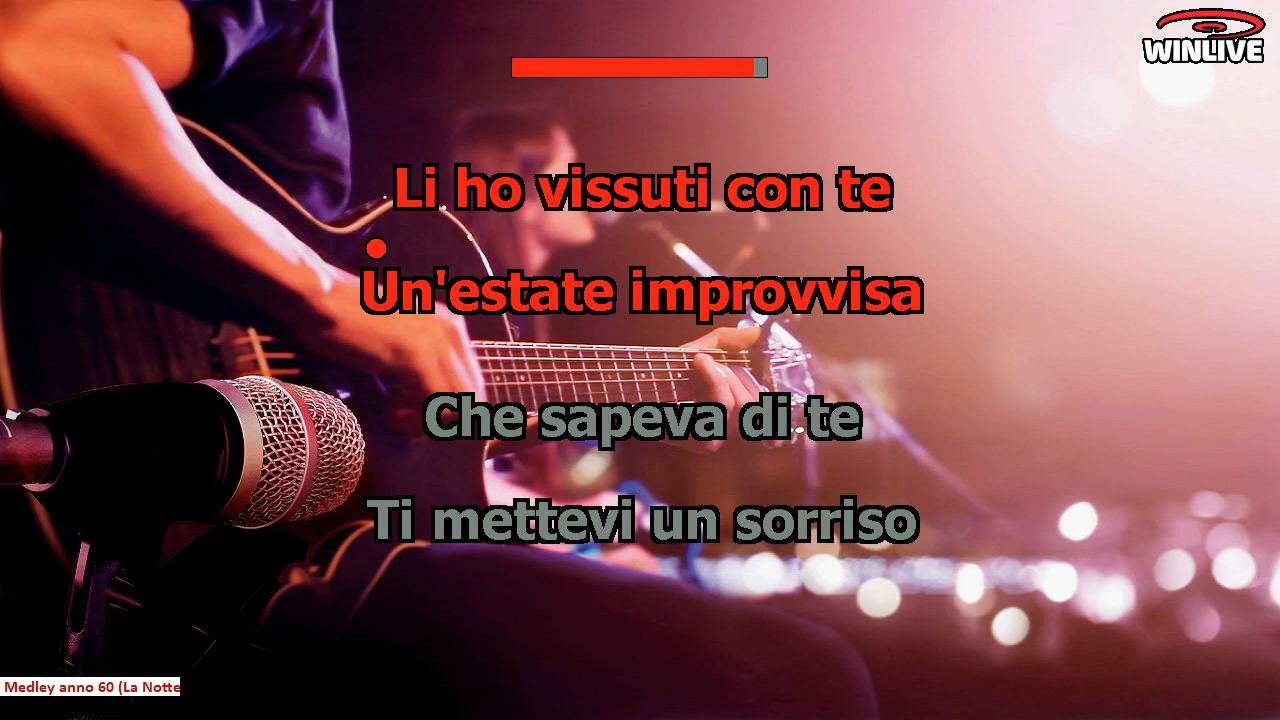 WINLIVE
Li ho vissuti con te
Un'estate improvvisa
Che sapeva di te
Ti mettevi un sorriso
Medley anno 60 (La Notte